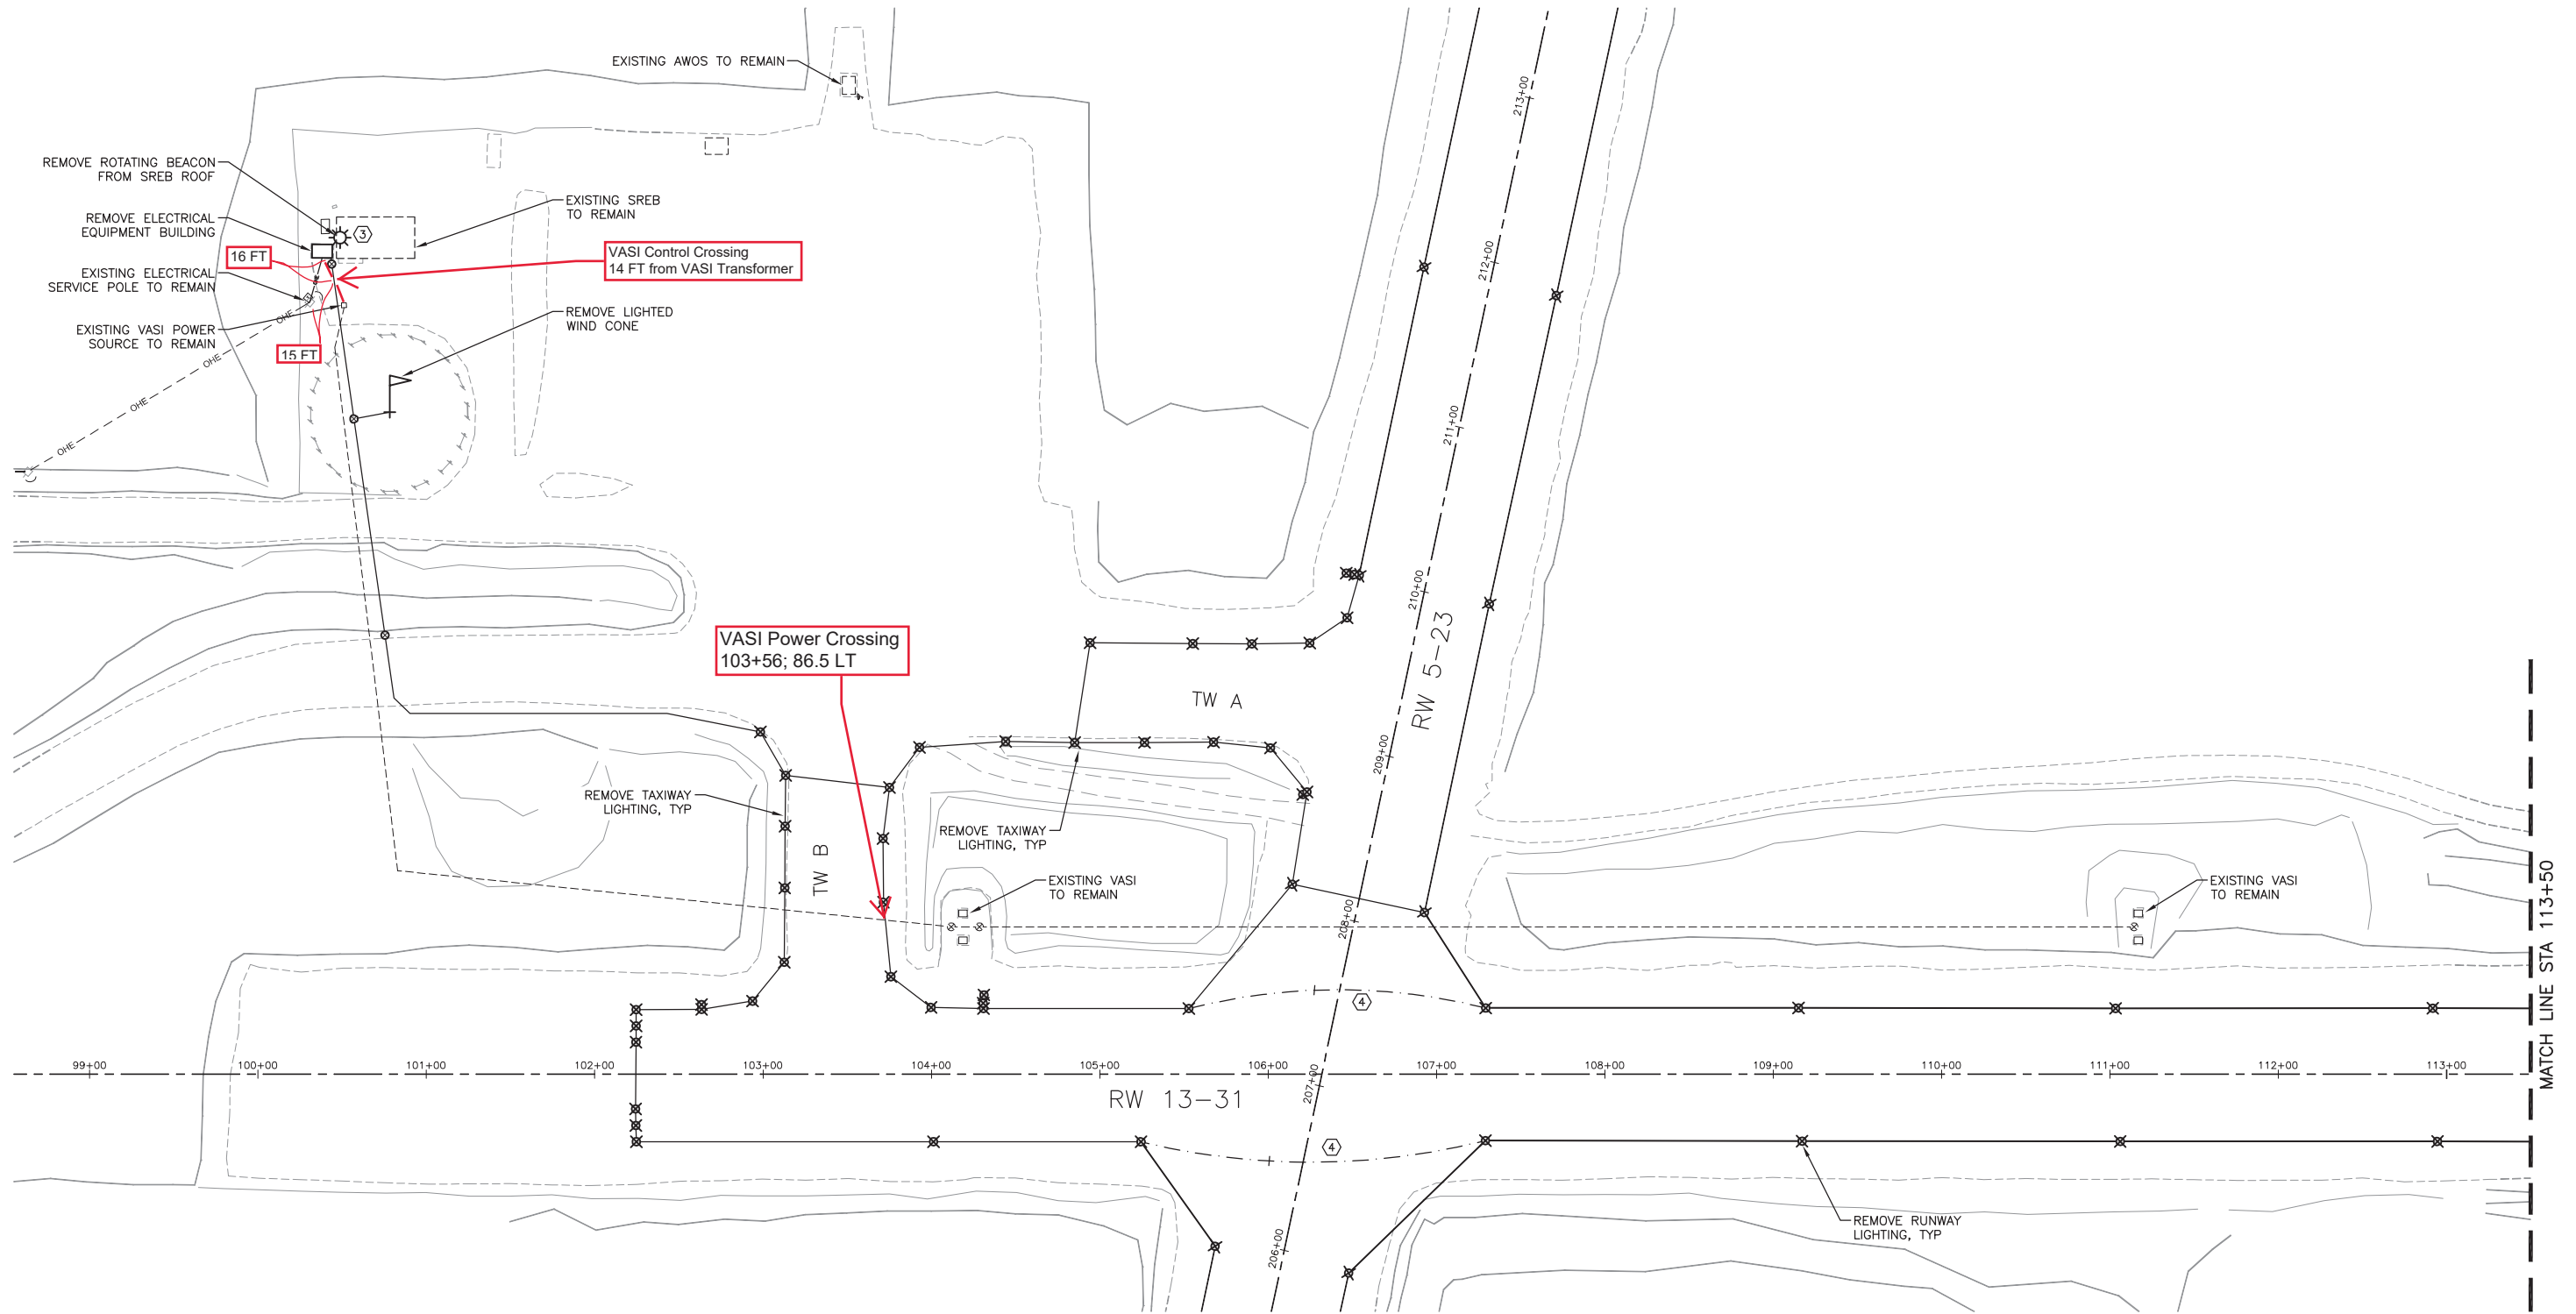 EXISTING AWOS TO REMAIN
213+00
REMOVE ROTATING BEACON
FROM SREB ROOF
EXISTING SREB
TO REMAIN
REMOVE ELECTRICAL
EQUIPMENT BUILDING
3
16 FT
VASI Control Crossing
14 FT from VASI Transformer
212+00
EXISTING ELECTRICAL
SERVICE POLE TO REMAIN
OHE
REMOVE LIGHTED
WIND CONE
EXISTING VASI POWER
SOURCE TO REMAIN
15 FT
OHE
OHE
OHE
211+00
210+00
VASI Power Crossing
103+56; 86.5 LT
RW 5-23
TW A
209+00
REMOVE TAXIWAY
LIGHTING, TYP
REMOVE TAXIWAY
LIGHTING, TYP
TW B
EXISTING VASI
TO REMAIN
EXISTING VASI
TO REMAIN
208+00
MATCH LINE STA 113+50
4
99+00
100+00
101+00
102+00
103+00
104+00
105+00
106+00
107+00
108+00
109+00
110+00
111+00
112+00
113+00
207+00
RW 13-31
4
REMOVE RUNWAY
LIGHTING, TYP
206+00